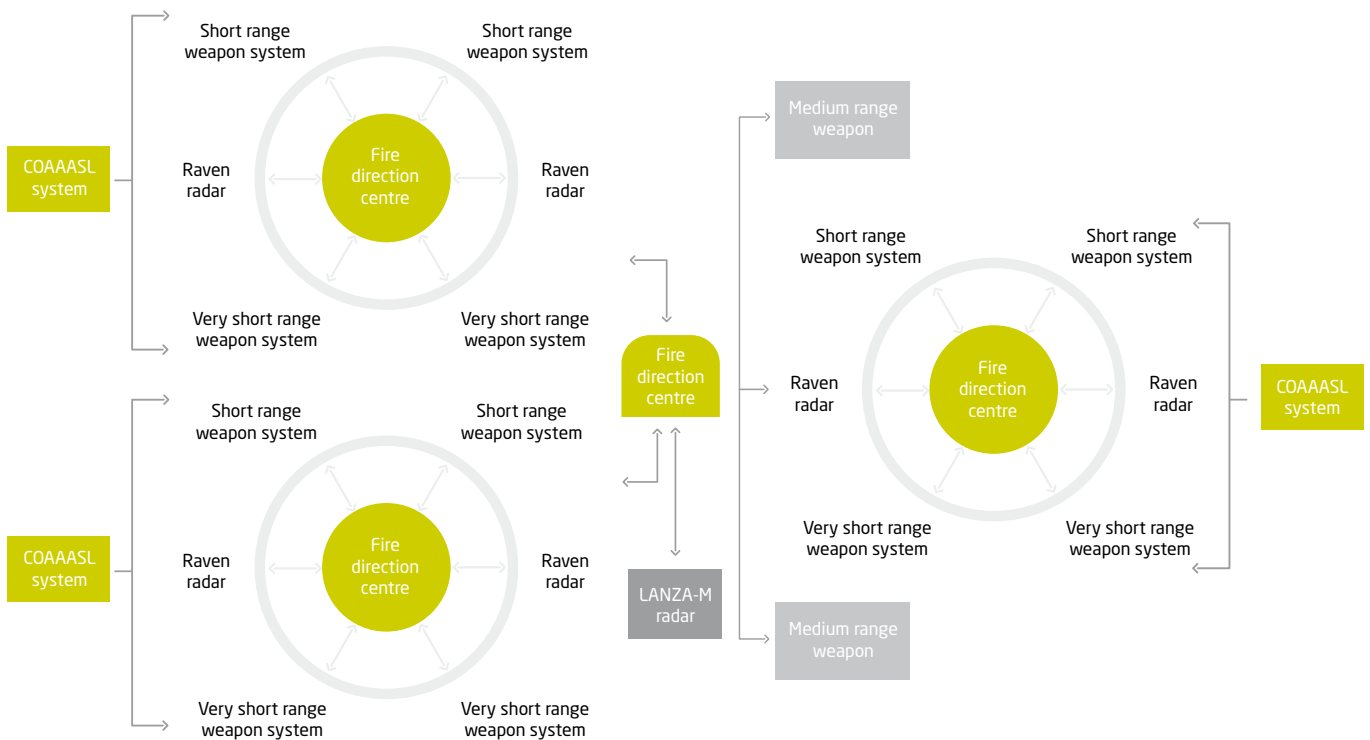 Short range
weapon system
Short range
weapon system
COAAASL
system
Raven
radar
Fire
direction
centre
Raven
radar
Very short range
weapon system
Very short range
weapon system
Short range
weapon system
Short range
weapon system
COAAASL
system
Raven
radar
Fire
direction
centre
Raven
radar
Very short range
weapon system
Very short range
weapon system
Fire
direction
centre
LANZA-M
radar
Medium range
weapon
Short range
weapon system
Short range
weapon system
Raven
radar
Fire
direction
centre
Raven
radar
COAAASL
system
Very short range
weapon system
Very short range
weapon system
Medium range
weapon